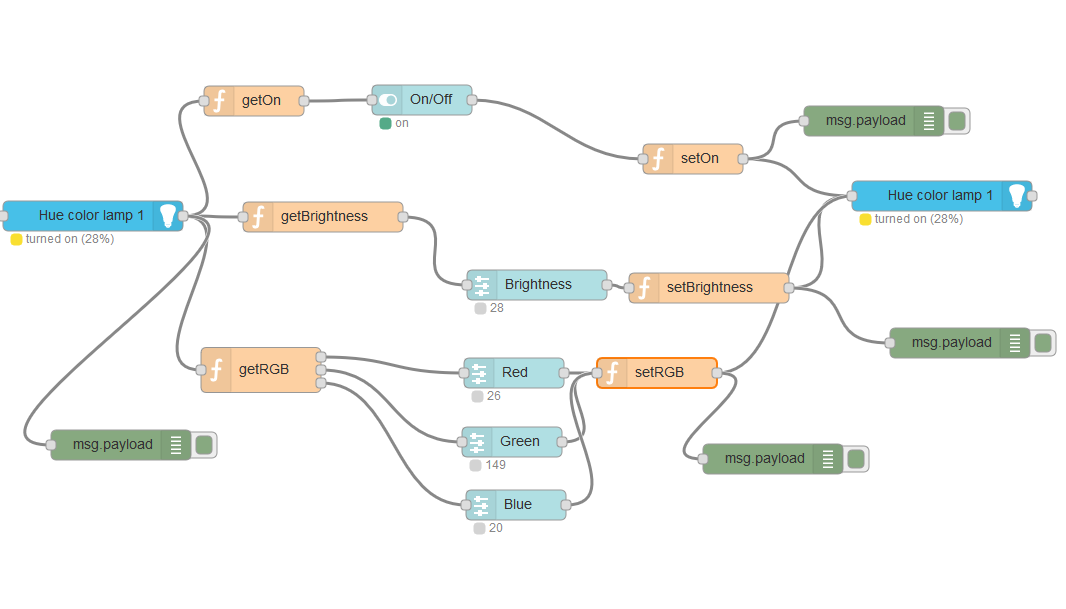 getOn
On/Off
on
msg.payload
setOn
Hue color lamp 1
turned on (28%)
Hue color lamp 1
turned on (28%)
getBrightness
Brightness
28
setBrightness
msg.payload
getRGB
Red
26
setRGB
msg.payload
Green
149
msg.payload
Blue
20